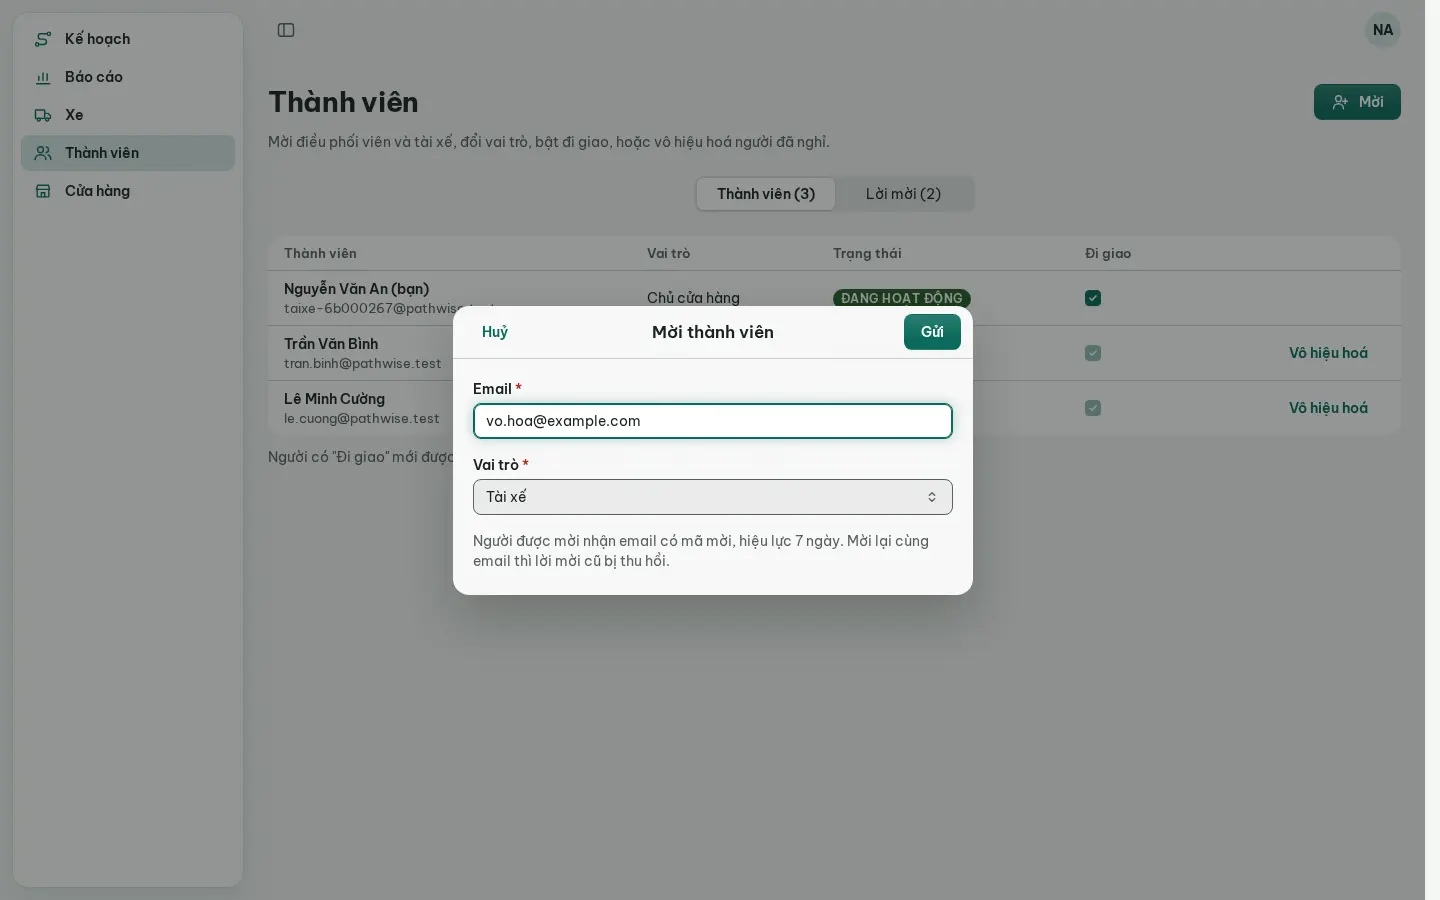 Kế hoạch
Báo cáo
Xe
Thành viên
Cửa hàng
NA
Thành viên
Mời
Mời điều phối viên và tài xế, đổi vai trò, bật đi giao, hoặc vô hiệu hoá người đã nghỉ.
Thành viên (3)
Lời mời (2)
Thành viên
Vai trò
Trạng thái
Đi giao
Nguyễn Văn An (bạn)
Chủ cửa hàng
ĐANG HOẠT ĐỘNG
Trần Văn Bình
tran.binh@pathwise.test
Vô hiệu hoá
Lê Minh Cường
le.cuong@pathwise.test
Vô hiệu hoá
Người có "Đi giao" mới được
Huỷ
Mời thành viên
Gửi
Email *
vo.hoa@example.com
Vai trò *
Tài xế
Người được mời nhận email có mã mời, hiệu lực 7 ngày. Mời lại cùng
email thì lời mời cũ bị thu hồi.